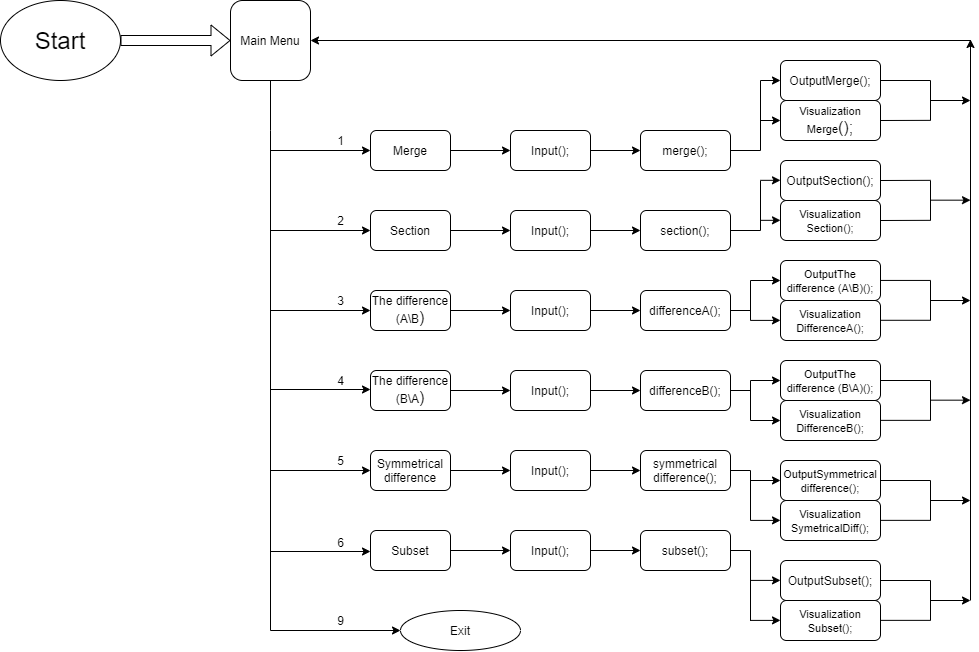 Start
Main Menu
1
Merge
Input();
merge();
OutputMerge();
Visualization
Merge();
2
Section
Input();
section();
OutputSection();
Visualization
Section();
3
The difference
(A\B)
Input();
differenceA();
OutputThe
difference (A\B)();
Visualization
DifferenceA();
4
The difference
(B\A)
Input();
differenceB();
OutputThe
difference (B\A)();
Visualization
DifferenceB();
5
Symmetrical
difference
Input();
symmetrical
difference();
OutputSymmetrical
difference();
Visualization
SymetricalDiff();
6
Subset
Input();
subset();
OutputSubset();
Visualization
Subset();
9
Exit